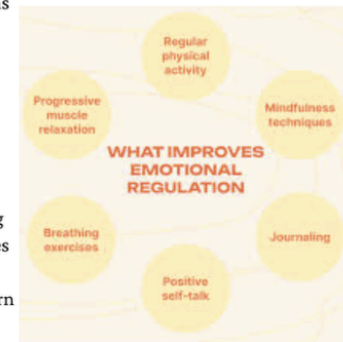 Regular
physical
activity
Progressive
muscle
relaxation
Mindfulness
techniques
WHAT IMPROVES
EMOTIONAL
REGULATION
Breathing
exercises
Journaling
Positive
self-talk